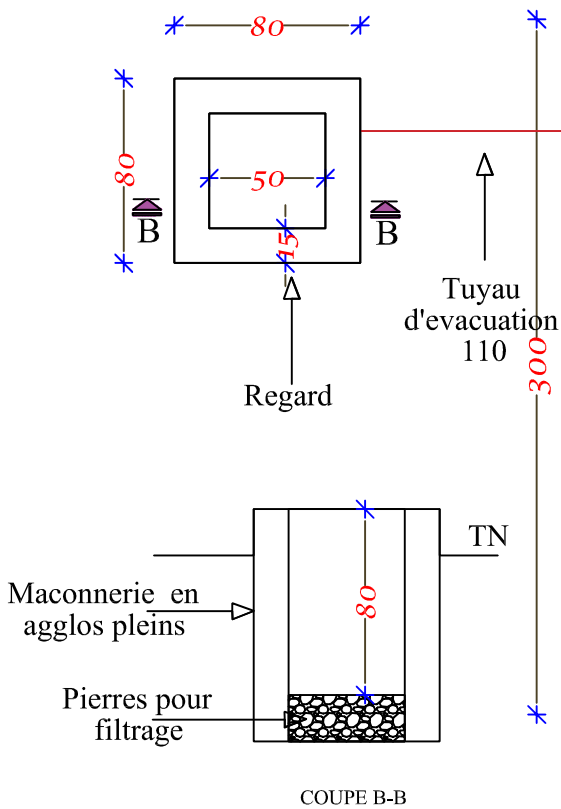 80
80
50
B
B
15
Tuyau
d'evacuation
110
300
Regard
TN
80
Maconnerie en
agglos pleins
Pierres pour
filtrage
COUPE B-B